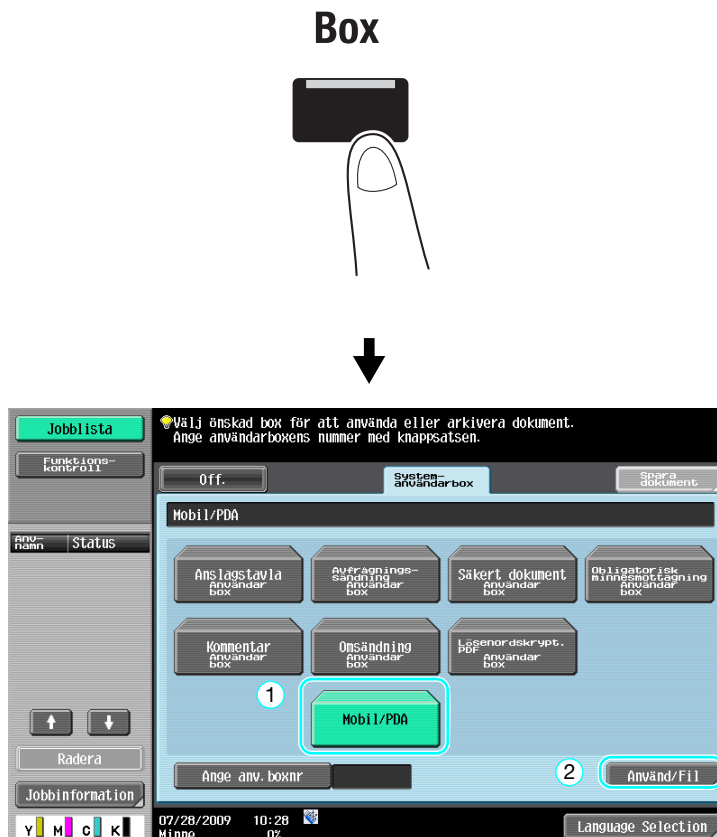 Box
Jobblista
Funktions-
kontroll
Välj önskad box för att använda eller arkivera dokument.
Ange användarboxens nummer med knappsatsen.
Off.
System-
användarbox
Spara
dokument
Mobil/PDA
Anv-
namn
Status
Anslagstavla
Användar
box
Avfrågnings-
sändning
Användar
box
Säkert dokument
Användar
box
Obligatorisk
minnesmottagning
Användar
box
Kommentar
Användar
box
Omsändning
Användar
box
Lösenordskrypt.
PDF
Användar
box
1
Mobil/PDA
Radera
Ange anv.boxnr
2
Använd/Fil
Jobbinformation
Y M C K
07/28/2009 10:28
Minne 0%
Language Selection